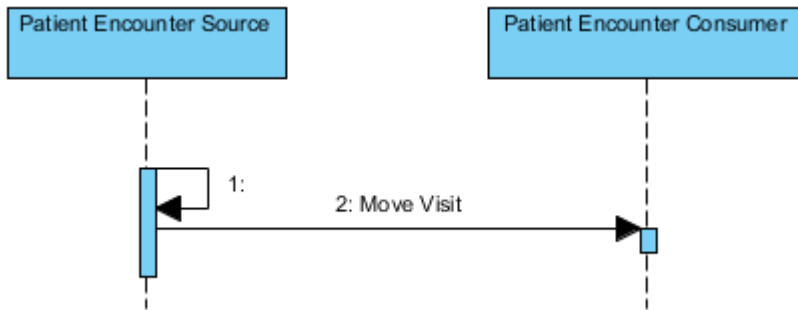 Patient Encounter Source
Patient Encounter Consumer
1:
2: Move Visit